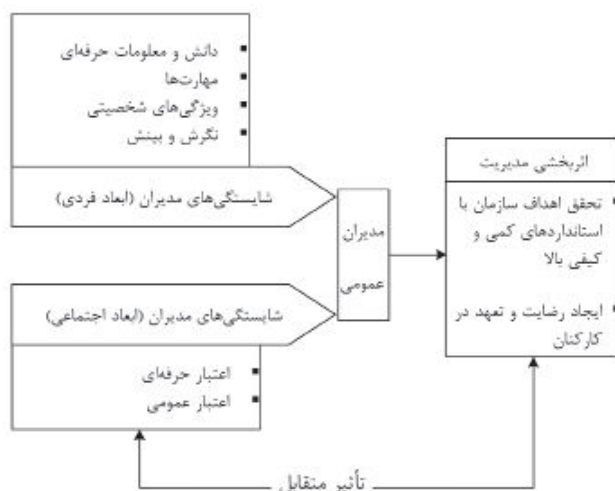 دانش و معلومات حرفه‌ای
مهارت‌ها
ویژگی‌های شخصیتی
نگرش و بینش
شایستگی‌های مدیران (ابعاد فردی)
مدیران
عمومی
شایستگی‌های مدیران (ابعاد اجتماعی)
اعتبار حرفه‌ای
اعتبار عمومی
اثربخشی مدیریت
تحقق اهداف سازمان با
استانداردهای کمی و
کیفی بالا
ایجاد رضایت و تعهد در
کارکنان
تأثیر متقابل